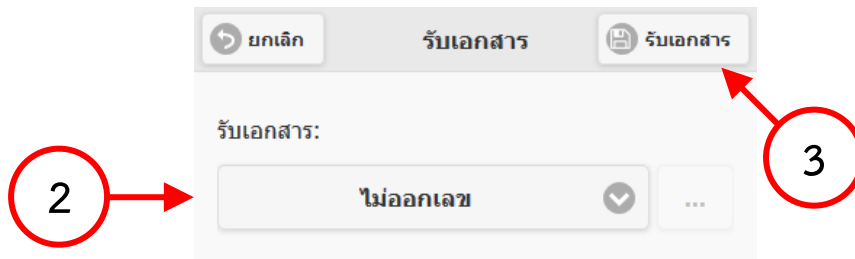 ยกเลิก รับเอกสาร รับเอกสาร
รับเอกสาร:
3
2 ไม่ออกเลข ...